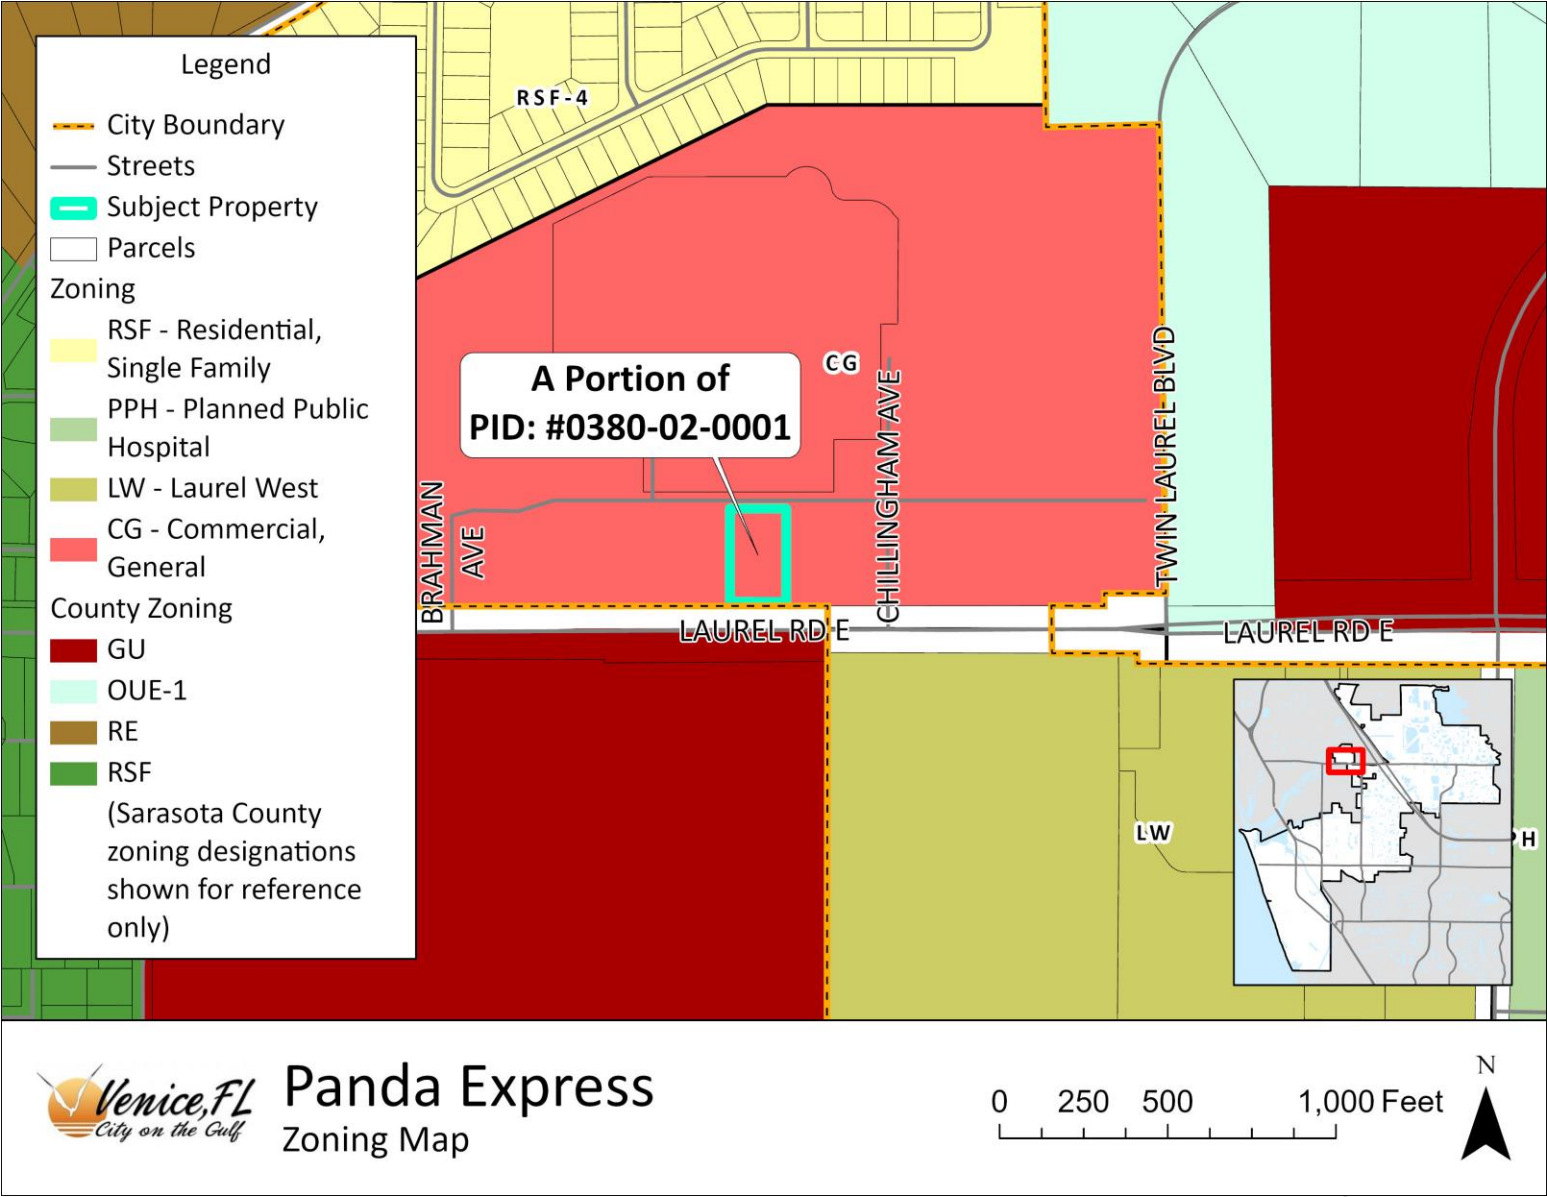 Legend
City Boundary
Streets
Subject Property
Parcels
Zoning
RSF - Residential,
Single Family
PPH - Planned Public
Hospital
LW - Laurel West
CG - Commercial,
General
County Zoning
GU
OUE-1
RE
RSF
(Sarasota County
zoning designations
shown for reference
only)
RSF-4
CG
A Portion of
PID: #0380-02-0001
BRAHMAN
AVE
CHILLINGHAM AVE
TWIN LAUREL BLVD
LAUREL RD E
LAUREL RD E
LW
H
Venice, FL
City on the Gulf
Panda Express
Zoning Map
0 250 500 1,000 Feet
N